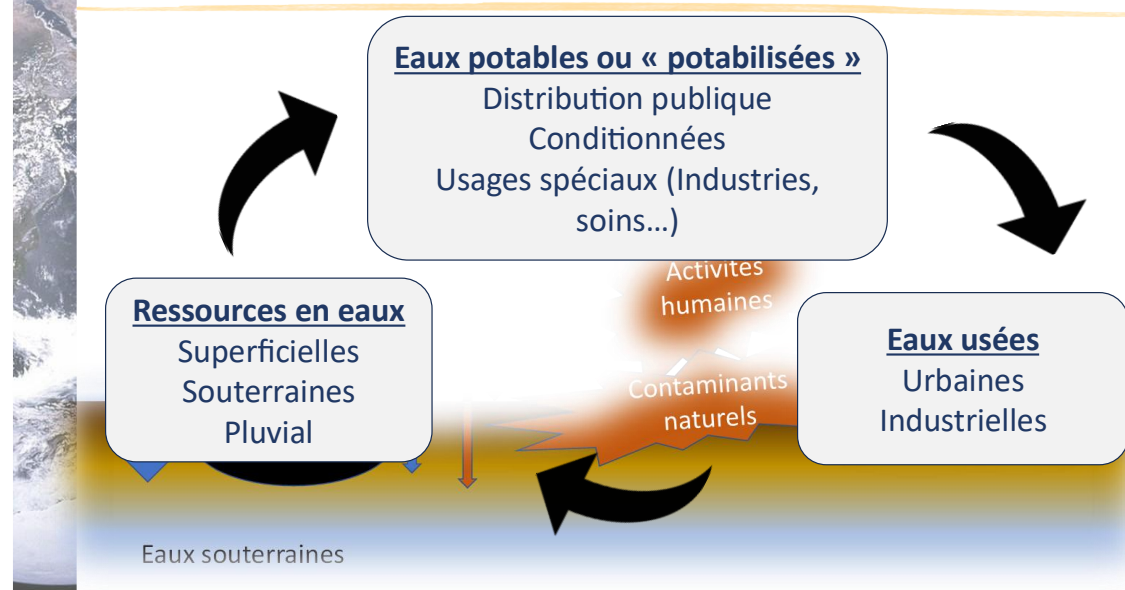 Eaux potables ou « potabilisées »
Distribution publique
Conditionnées
Usages spéciaux (Industries,
soins…)
Activités
humaines
Ressources en eaux
Superficielles
Souterraines
Pluvial
Contaminants
naturels
Eaux usées
Urbaines
Industrielles
Eaux souterraines